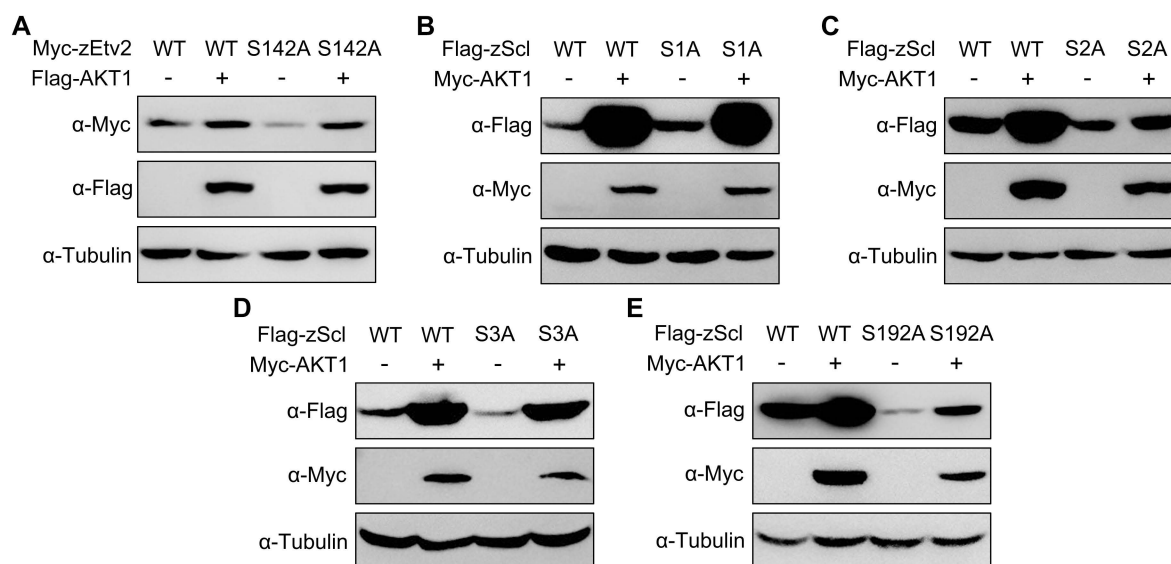 A
Myc-zEtv2 WT WT S142A S142A
Flag-AKT1 - + - +
α-Myc
α-Flag
α-Tubulin
B
Flag-zScl WT WT S1A S1A
Myc-AKT1 - + - +
α-Flag
α-Myc
α-Tubulin
C
Flag-zScl WT WT S2A S2A
Myc-AKT1 - + - +
α-Flag
α-Myc
α-Tubulin
D
Flag-zScl WT WT S3A S3A
Myc-AKT1 - + - +
α-Flag
α-Myc
α-Tubulin
E
Flag-zScl WT WT S192A S192A
Myc-AKT1 - + - +
α-Flag
α-Myc
α-Tubulin